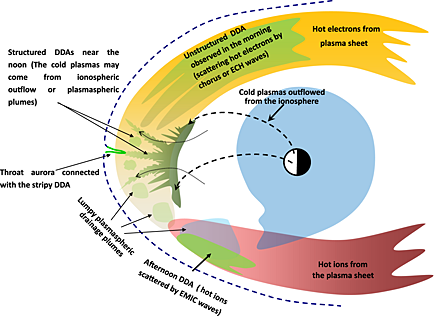 Structured DDAs near the
noon (The cold plasmas may
come from ionospheric
outflow or plasmaspheric
plumes)
Unstructured DDA
observed in the morning
(scattering hot electrons by
chorus or ECH waves)
Hot electrons from
plasma sheet
Cold plasmas outflowed
from the ionosphere
Throat aurora connected
with the stripy DDA
Lumpy plasmaspheric
drainage plumes
Afternoon DDA ( hot ions
scattered by EMIC waves)
Hot ions from
the plasma sheet